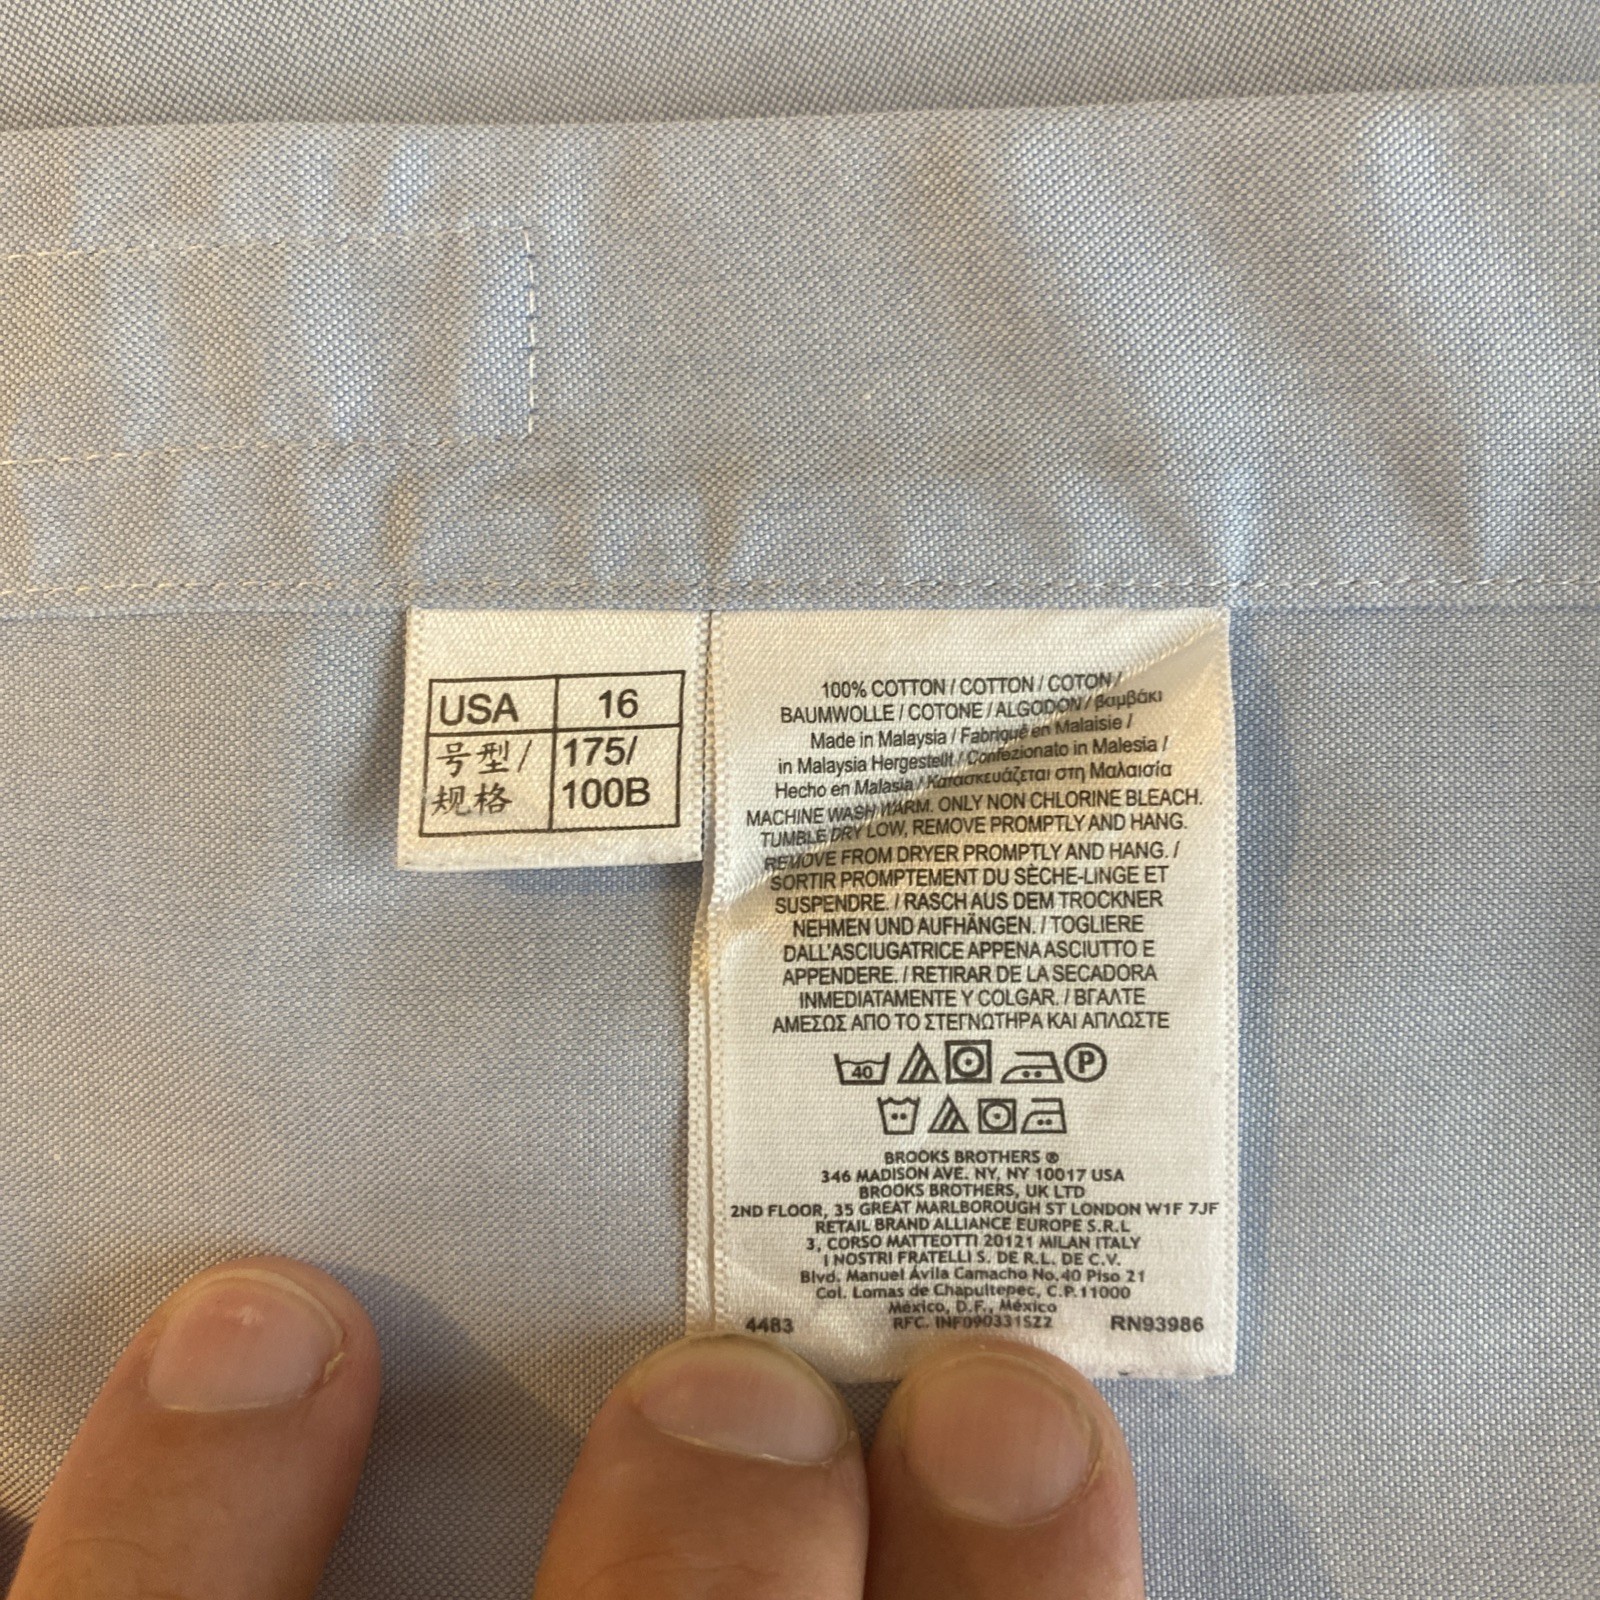 USA 16
号型/ 175/
规格 100B
100% COTTON / COTTON / COTON /
BAUMWOLLE / COTONE / ALGODON / βαμβάκι
Made in Malaysia / Fabriqué en Malaisie /
in Malaysia Hergestellt / Confezionato in Malesia /
Hecho en Malasia / Κατασκευάζεται στη Μαλαισία
MACHINE WASH WARM. ONLY NON CHLORINE BLEACH.
TUMBLE DRY LOW, REMOVE PROMPTLY AND HANG.
REMOVE FROM DRYER PROMPTLY AND HANG. /
SORTIR PROMPTEMENT DU SÈCHE-LINGE ET
SUSPENDRE. / RASCH AUS DEM TROCKNER
NEHMEN UND AUFHÄNGEN. / TOGLIERE
DALL'ASCIUGATRICE APPENA ASCIUTTO E
APPENDERE. / RETIRAR DE LA SECADORA
INMEDIATAMENTE Y COLGAR. / ΒΓΑΛΤΕ
ΑΜΕΣΩΣ ΑΠΟ ΤΟ ΣΤΕΓΝΩΤΗΡΑ ΚΑΙ ΑΠΛΩΣΤΕ
40 P
BROOKS BROTHERS ®
346 MADISON AVE. NY, NY 10017 USA
BROOKS BROTHERS, UK LTD
2ND FLOOR, 35 GREAT MARLBOROUGH ST LONDON W1F 7JF
RETAIL BRAND ALLIANCE EUROPE S.R.L
3, CORSO MATTEOTTI 20121 MILAN ITALY
I NOSTRI FRATELLI S. DE R.L. DE C.V.
Blvd. Manuel Ávila Camacho No.40 Piso 21
Col. Lomas de Chapultepec, C.P.11000
México, D.F., México
4483 RFC. INF090331SZ2 RN93986